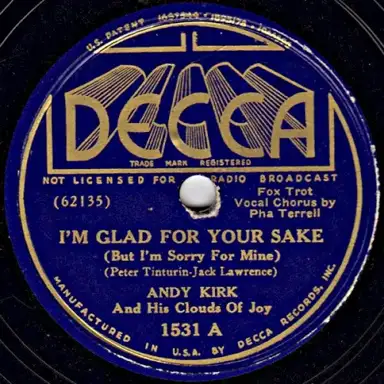 U.S. PATENT
DECCA
TRADE MARK REGISTERED
NOT LICENSED FOR RADIO BROADCAST
(62135)
Fox Trot
Vocal Chorus by
Pha Terrell
I'M GLAD FOR YOUR SAKE
(But I'm Sorry For Mine)
(Peter Tinturin-Jack Lawrence)
ANDY KIRK
And His Clouds Of Joy
1531 A
MANUFACTURED IN U.S.A. BY DECCA RECORDS, INC.